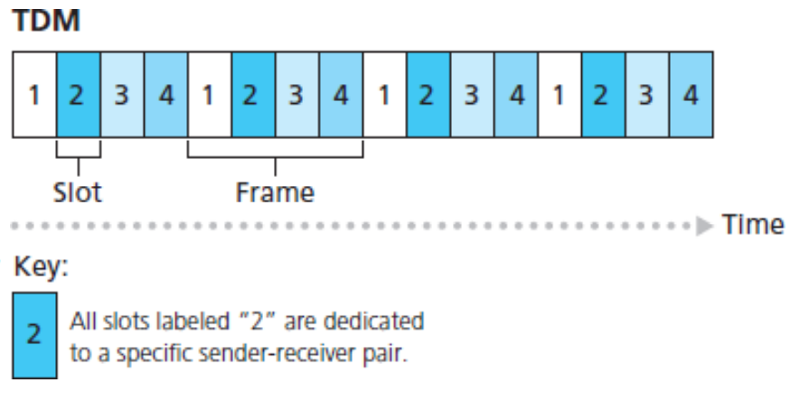 TDM
1 2 3 4 1 2 3 4 1 2 3 4 1 2 3 4
Slot Frame
Time
Key:
2
All slots labeled “2” are dedicated
to a specific sender-receiver pair.